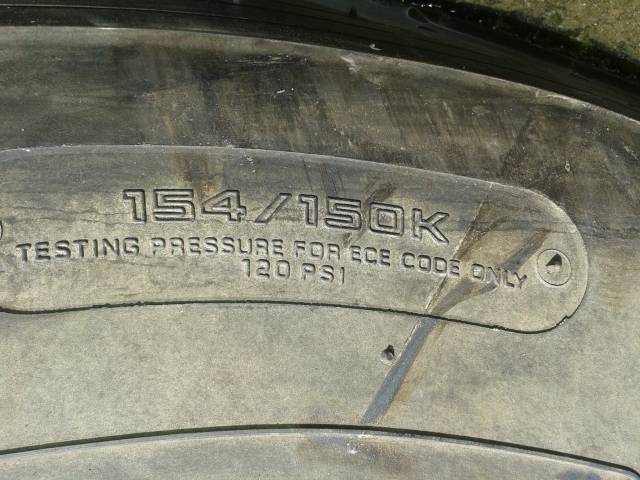 154/150K
TESTING PRESSURE FOR ECE CODE ONLY
120 PSI